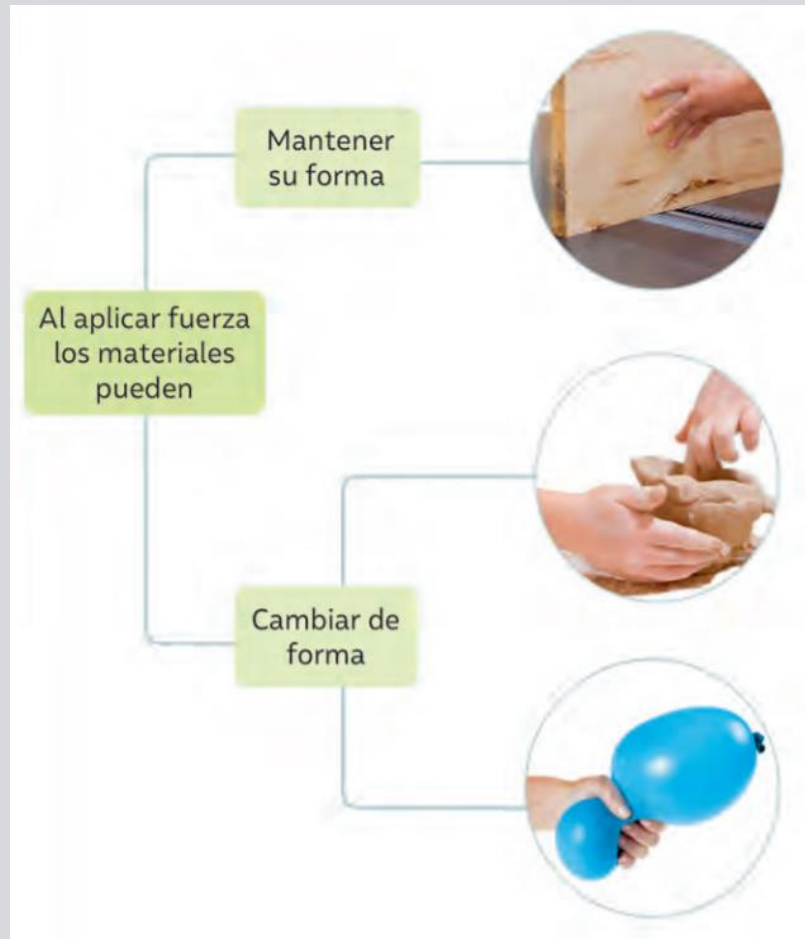 Mantener
su forma
Al aplicar fuerza
los materiales
pueden
Cambiar de
forma